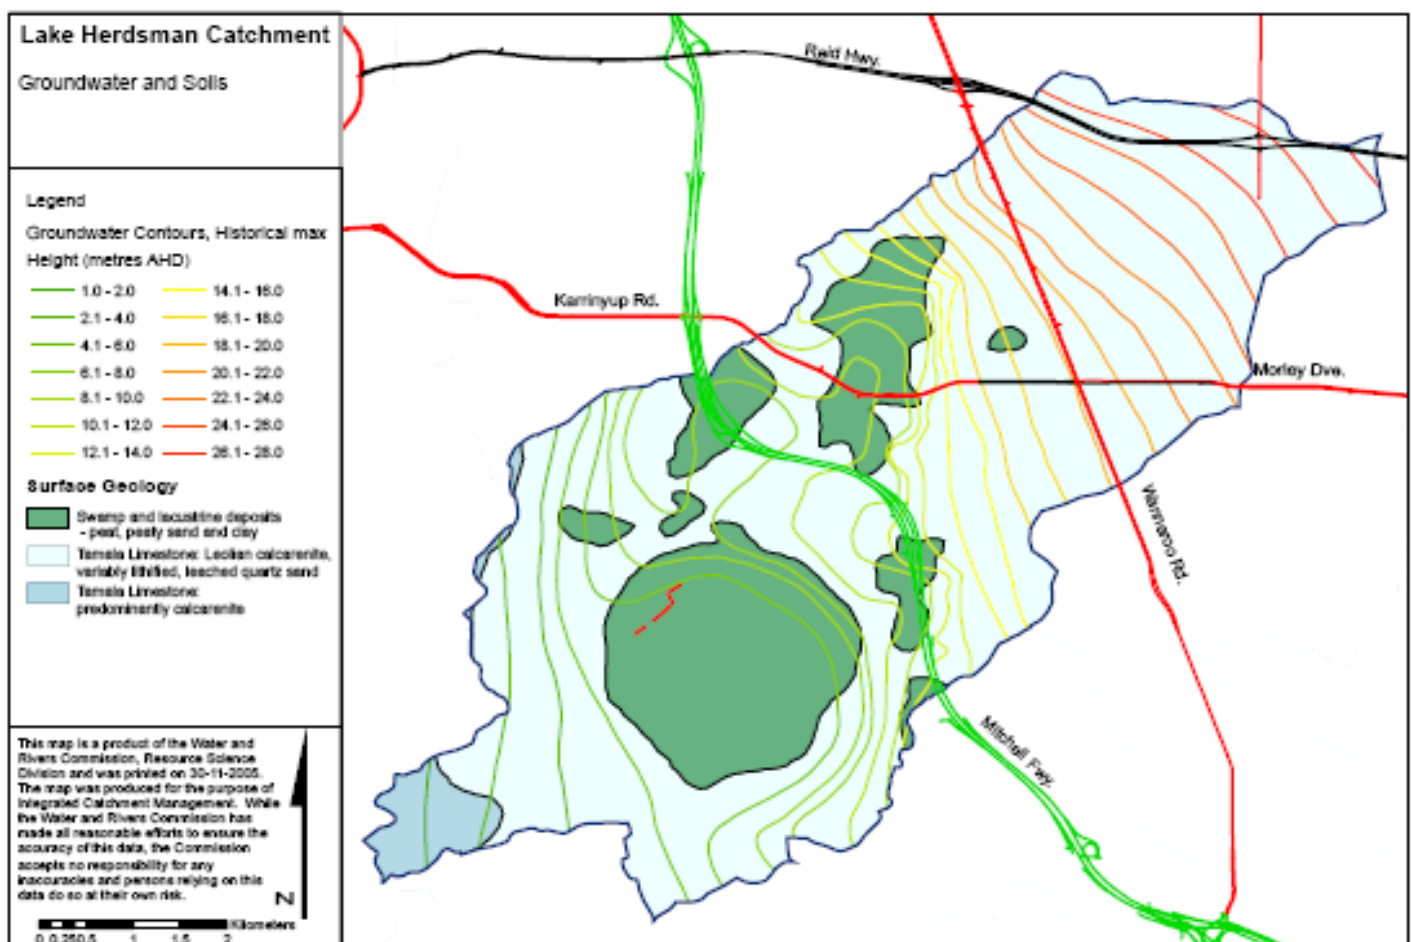 Lake Herdsman Catchment
Groundwater and Soils
Legend
Groundwater Contours, Historical max
Height (metres AHD)
1.0 - 2.0
2.1 - 4.0
4.1 - 6.0
6.1 - 8.0
8.1 - 10.0
10.1 - 12.0
12.1 - 14.0
14.1 - 16.0
16.1 - 18.0
18.1 - 20.0
20.1 - 22.0
22.1 - 24.0
24.1 - 26.0
26.1 - 28.0
Surface Geology
Swamp and lacustrine deposits
- peat, peaty sand and clay
Tamala Limestone: Leolian calcarenite,
variably lithified, leached quartz sand
Tamala Limestone:
predominantly calcarenite
This map is a product of the Water and
Rivers Commission, Resource Science
Division and was printed on 30-11-2005.
The map was produced for the purpose of
Integrated Catchment Management. While
the Water and Rivers Commission has
made all reasonable efforts to ensure the
accuracy of this data, the Commission
accepts no responsibility for any
inaccuracies and persons relying on this
data do so at their own risk.
N
Kilometers
0 0.25 0.5 1 1.5 2
Reid Hwy.
Karrinyup Rd.
Morley Dve.
Wanneroo Rd.
Mitchell Fwy.